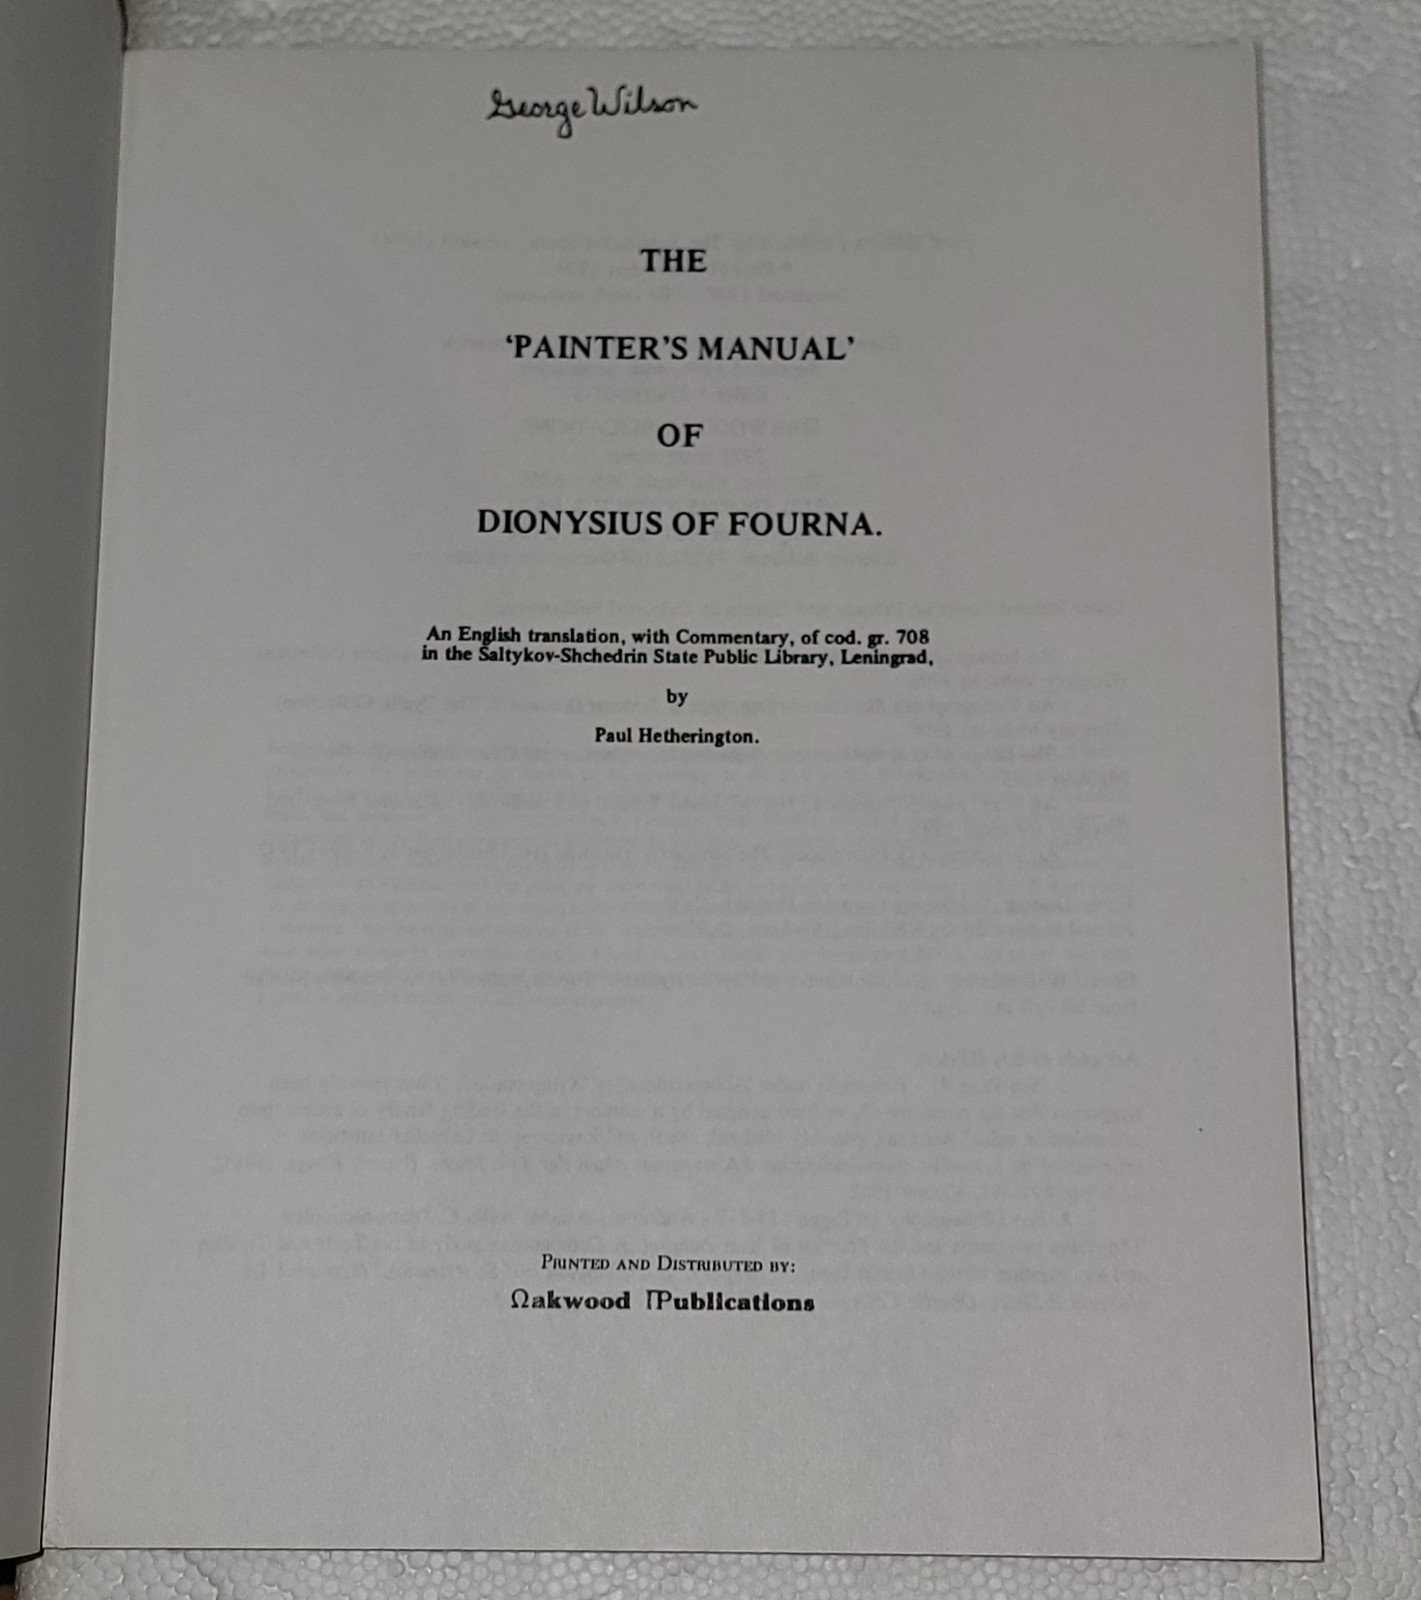 George Wilson
THE
‘PAINTER’S MANUAL’
OF
DIONYSIUS OF FOURNA.
An English translation, with Commentary, of cod. gr. 708
in the Saltykov-Shchedrin State Public Library, Leningrad,
by
Paul Hetherington.
PRINTED AND DISTRIBUTED BY:
Oakwood Publications